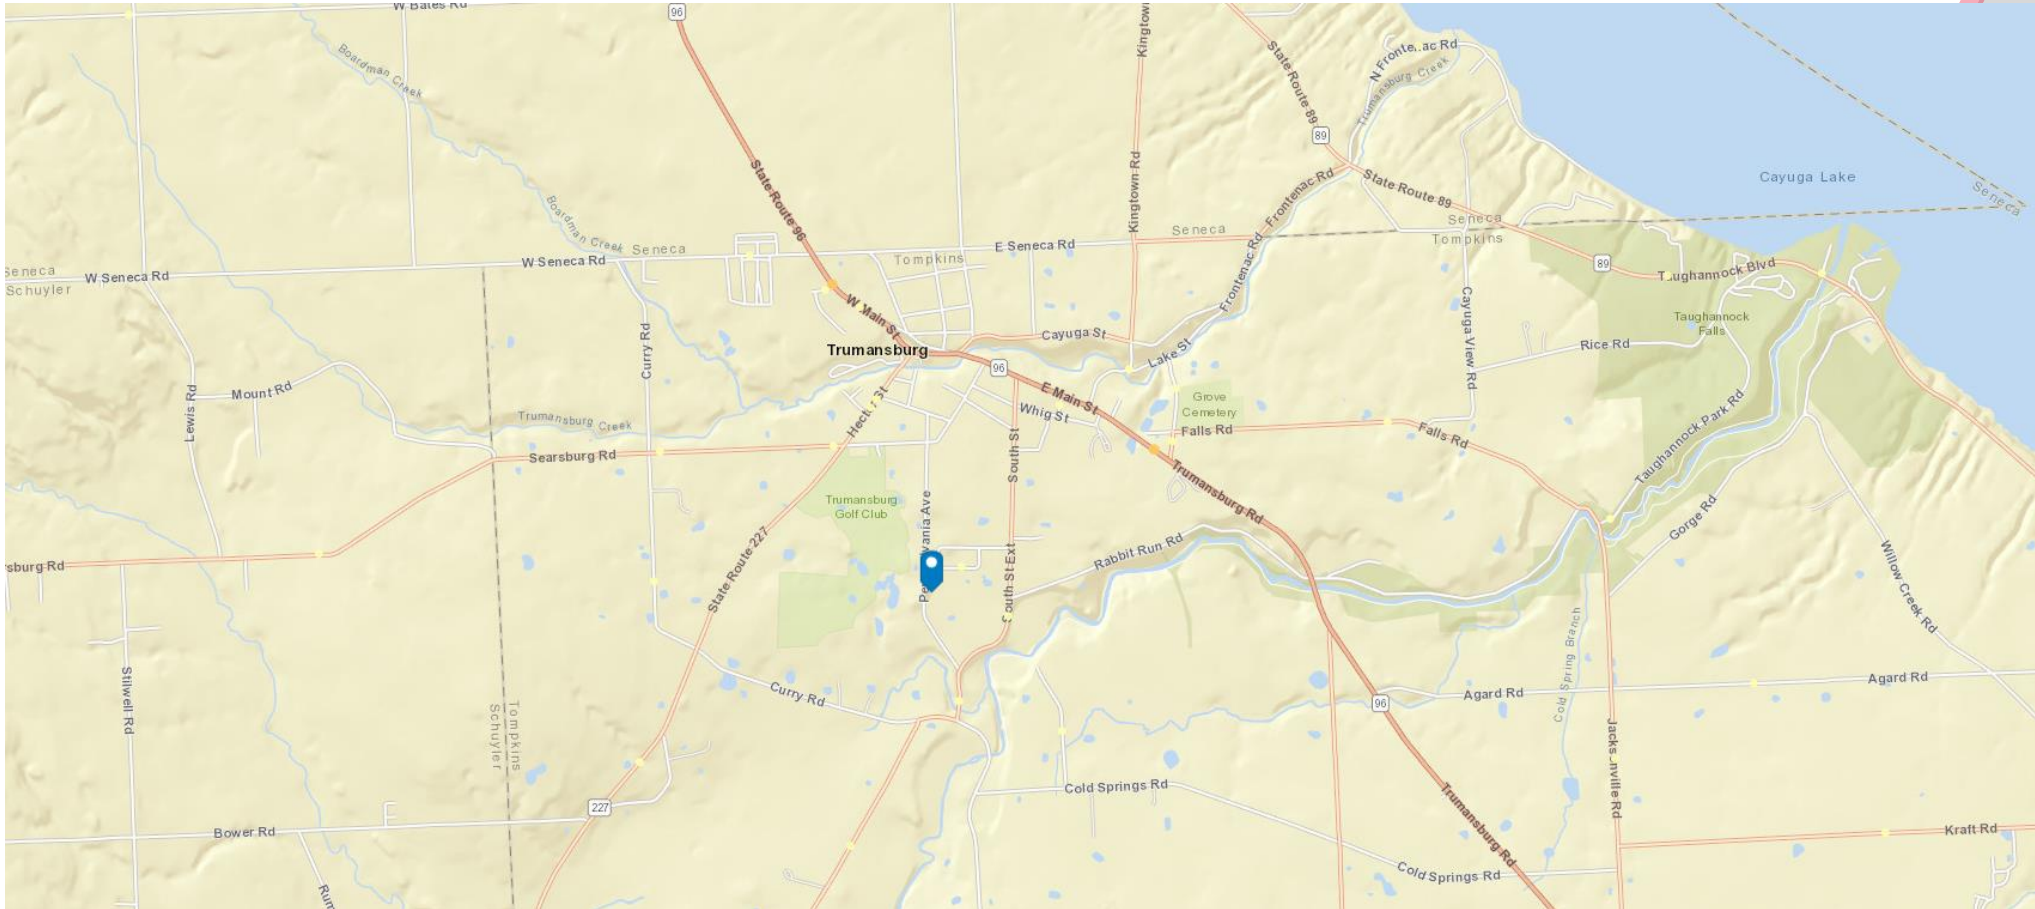 W Bates Rd
96
Kingtown
Boardman Creek
State Route 89
N Fronte..ac Rd
Trumansburg Creek
89
State Route 96
Kingtown Rd
Frontenac Rd
State Route 89
Cayuga Lake
Seneca
Boardman Creek
Seneca
E Seneca Rd
Seneca
Seneca
Tompkins
Tompkins
Seneca
Schuyler
W Seneca Rd
W Seneca Rd
Frontenac Rd
89
Taughannock Blvd
W Main St
Cayuga View Rd
Taughannock
Falls
Curry Rd
Trumansburg
Cayuga St
Lake St
Rice Rd
96
Lewis Rd
Mount Rd
Hector St
E Main St
Whig St
Grove
Cemetery
Trumansburg Creek
Falls Rd
Falls Rd
Taughannock Park Rd
Searsburg Rd
South St
Trumansburg
Golf Club
Trumansburg Rd
Gorge Rd
State Route 227
South St Ext
Rabbit Run Rd
Willow Creek Rd
Stilwell Rd
Cold Spring Branch
Curry Rd
Agard Rd
Agard Rd
Tompkins
Schuyler
96
Jacksonville Rd
Cold Springs Rd
227
Trumansburg Rd
Bower Rd
Kraft Rd
Cold Springs Rd